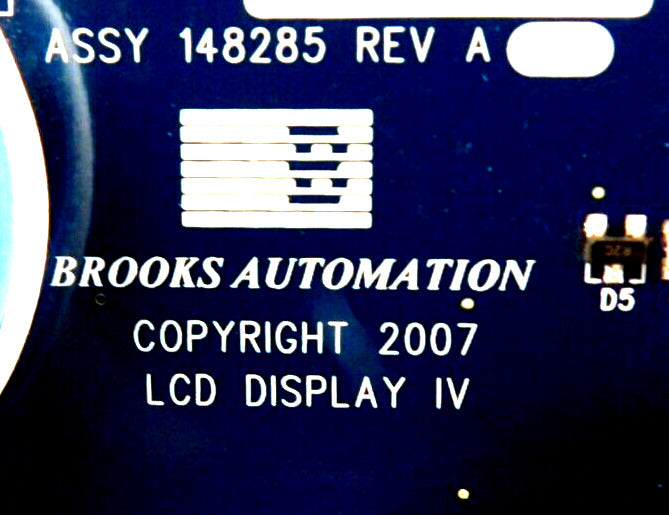 ASSY 148285 REV A
BROOKS AUTOMATION
D5
COPYRIGHT 2007
LCD DISPLAY IV